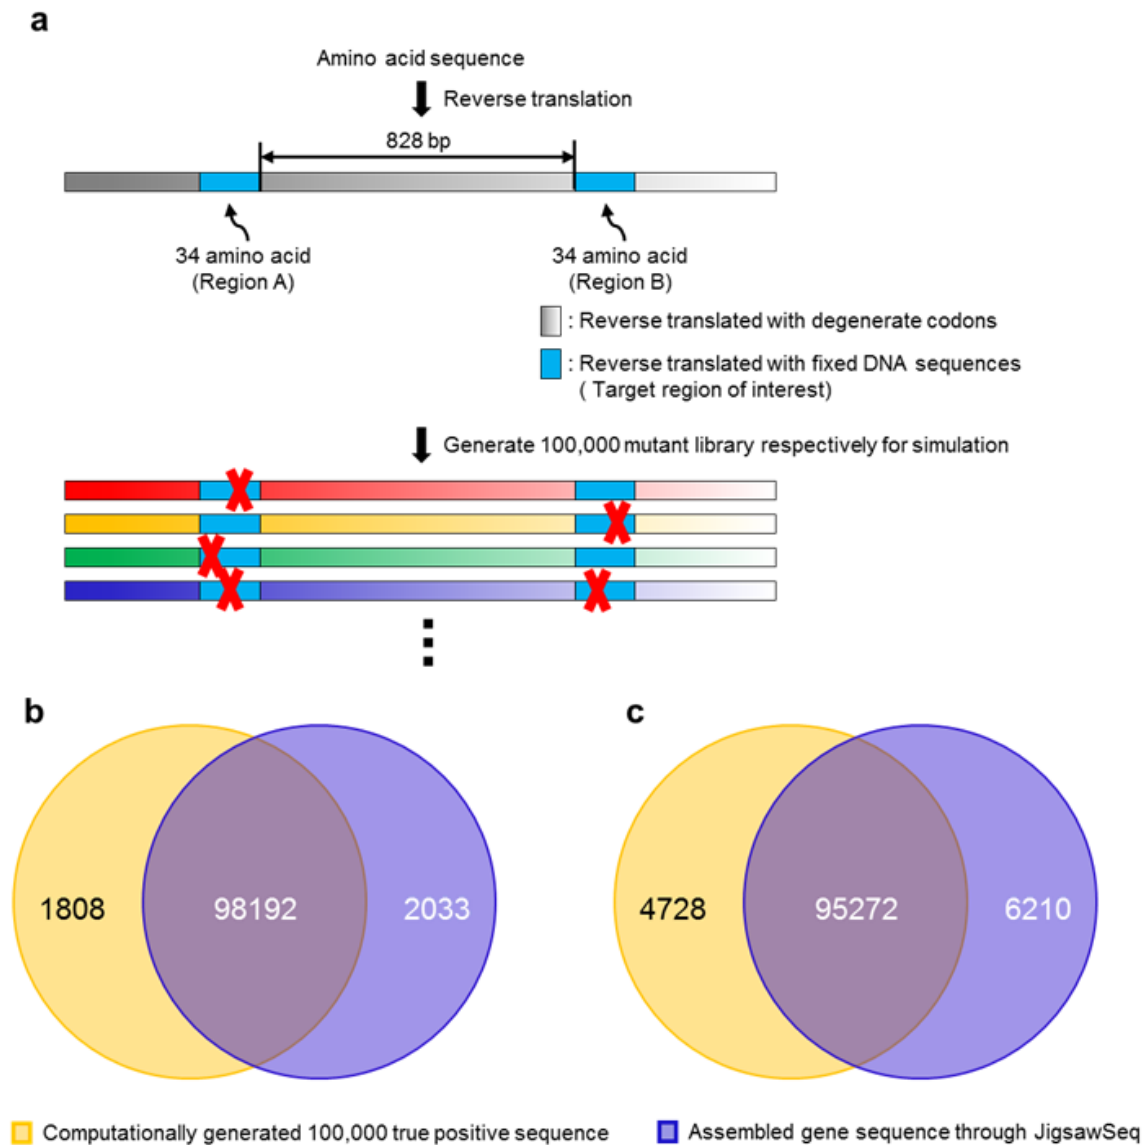 a
Amino acid sequence
Reverse translation
828 bp
34 amino acid
(Region A)
34 amino acid
(Region B)
: Reverse translated with degenerate codons
: Reverse translated with fixed DNA sequences
( Target region of interest)
Generate 100,000 mutant library respectively for simulation
b
1808
98192
2033
c
4728
95272
6210
Computationally generated 100,000 true positive sequence
Assembled gene sequence through JigsawSeq